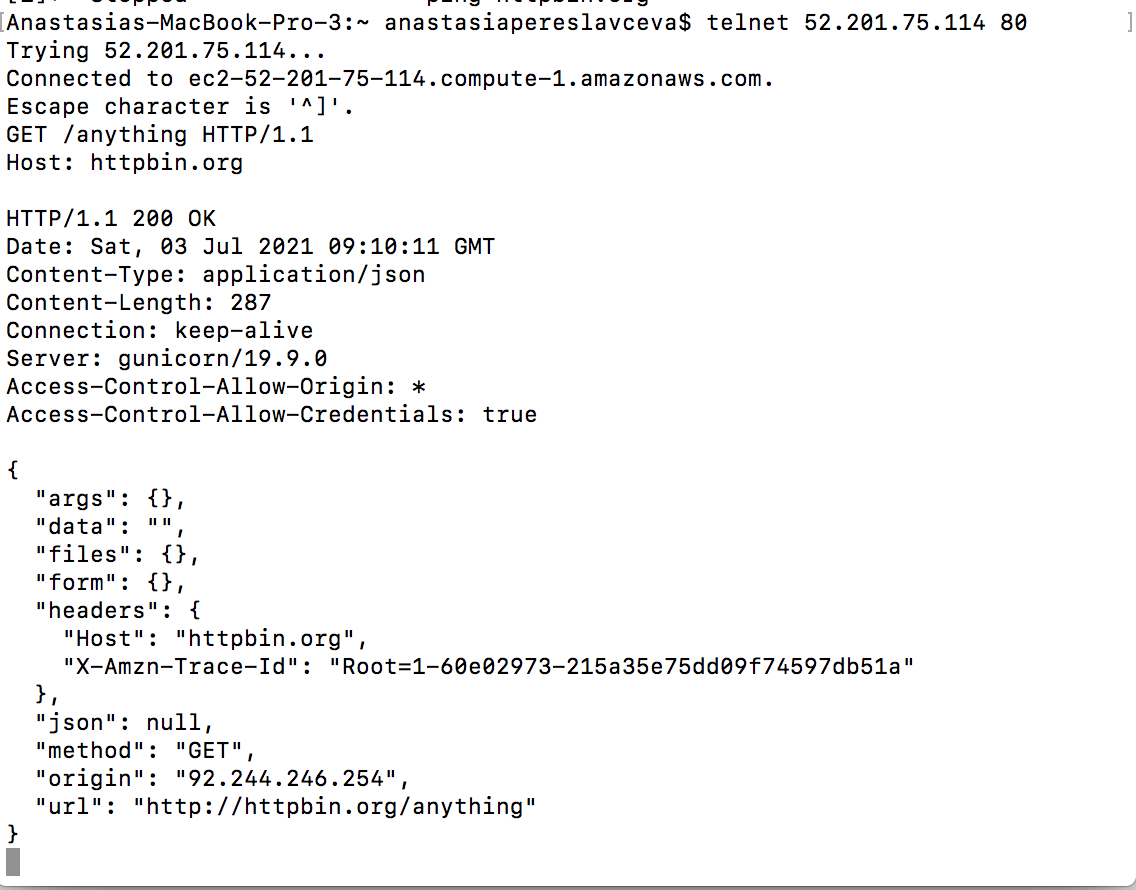 Anastasias-MacBook-Pro-3:~ anastasiapereslavceva$ telnet 52.201.75.114 80
Trying 52.201.75.114...
Connected to ec2-52-201-75-114.compute-1.amazonaws.com.
Escape character is '^]'.
GET /anything HTTP/1.1
Host: httpbin.org

HTTP/1.1 200 OK
Date: Sat, 03 Jul 2021 09:10:11 GMT
Content-Type: application/json
Content-Length: 287
Connection: keep-alive
Server: gunicorn/19.9.0
Access-Control-Allow-Origin: *
Access-Control-Allow-Credentials: true

{
  "args": {},
  "data": "",
  "files": {},
  "form": {},
  "headers": {
    "Host": "httpbin.org",
    "X-Amzn-Trace-Id": "Root=1-60e02973-215a35e75dd09f74597db51a"
  },
  "json": null,
  "method": "GET",
  "origin": "92.244.246.254",
  "url": "http://httpbin.org/anything"
}